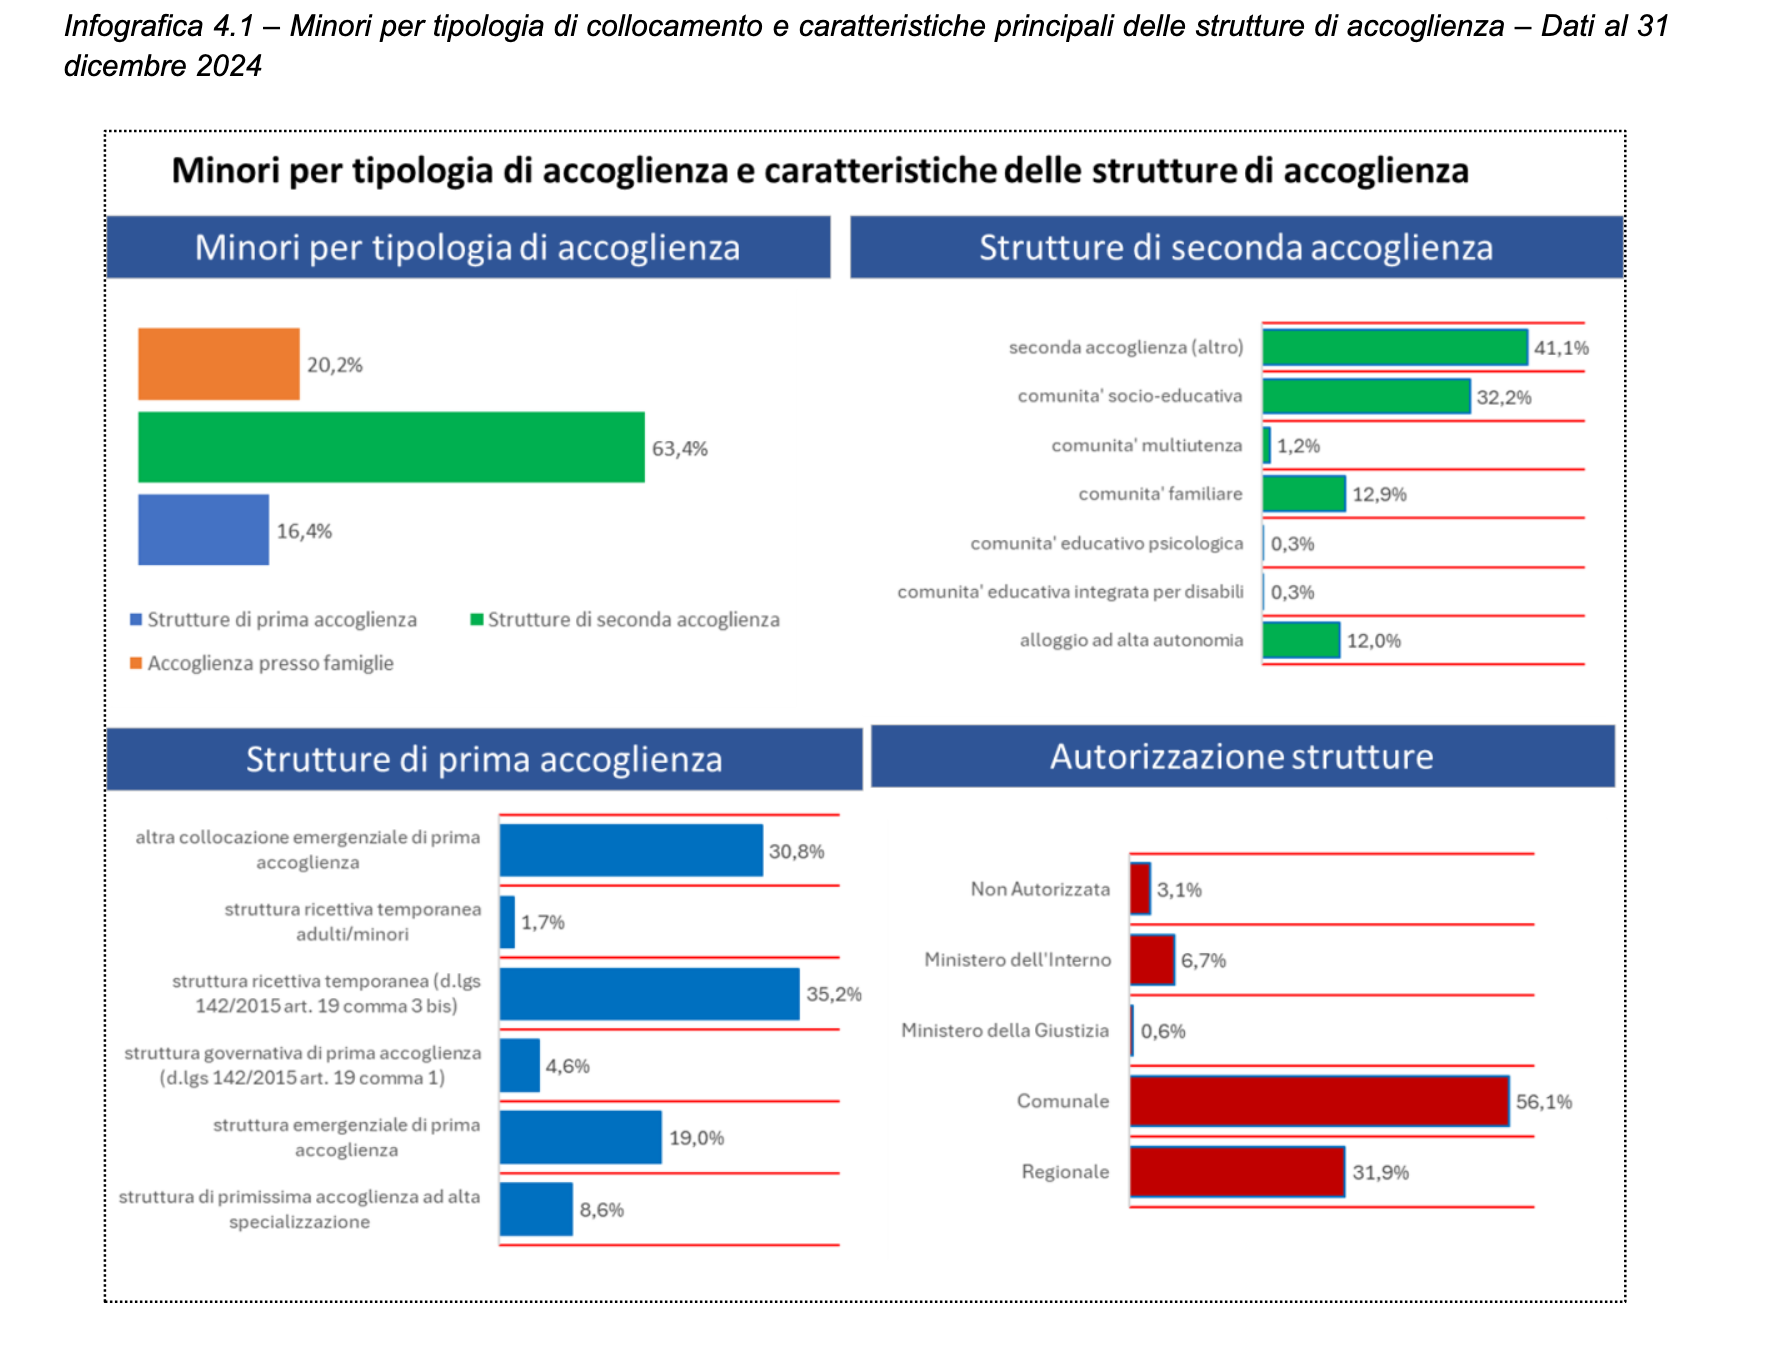 Infografica 4.1 – Minori per tipologia di collocamento e caratteristiche principali delle strutture di accoglienza – Dati al 31
dicembre 2024
Minori per tipologia di accoglienza e caratteristiche delle strutture di accoglienza
Minori per tipologia di accoglienza
20,2%
63,4%
16,4%
Strutture di prima accoglienza
Strutture di seconda accoglienza
Accoglienza presso famiglie
Strutture di seconda accoglienza
seconda accoglienza (altro)
41,1%
comunita' socio-educativa
32,2%
comunita' multiutenza
1,2%
comunita' familiare
12,9%
comunita' educativo psicologica
0,3%
comunita' educativa integrata per disabili
0,3%
alloggio ad alta autonomia
12,0%
Strutture di prima accoglienza
altra collocazione emergenziale di prima
accoglienza
30,8%
struttura ricettiva temporanea
adulti/minori
1,7%
struttura ricettiva temporanea (d.lgs
142/2015 art. 19 comma 3 bis)
35,2%
struttura governativa di prima accoglienza
(d.lgs 142/2015 art. 19 comma 1)
4,6%
struttura emergenziale di prima
accoglienza
19,0%
struttura di primissima accoglienza ad alta
specializzazione
8,6%
Autorizzazione strutture
Non Autorizzata
3,1%
Ministero dell'Interno
6,7%
Ministero della Giustizia
0,6%
Comunale
56,1%
Regionale
31,9%